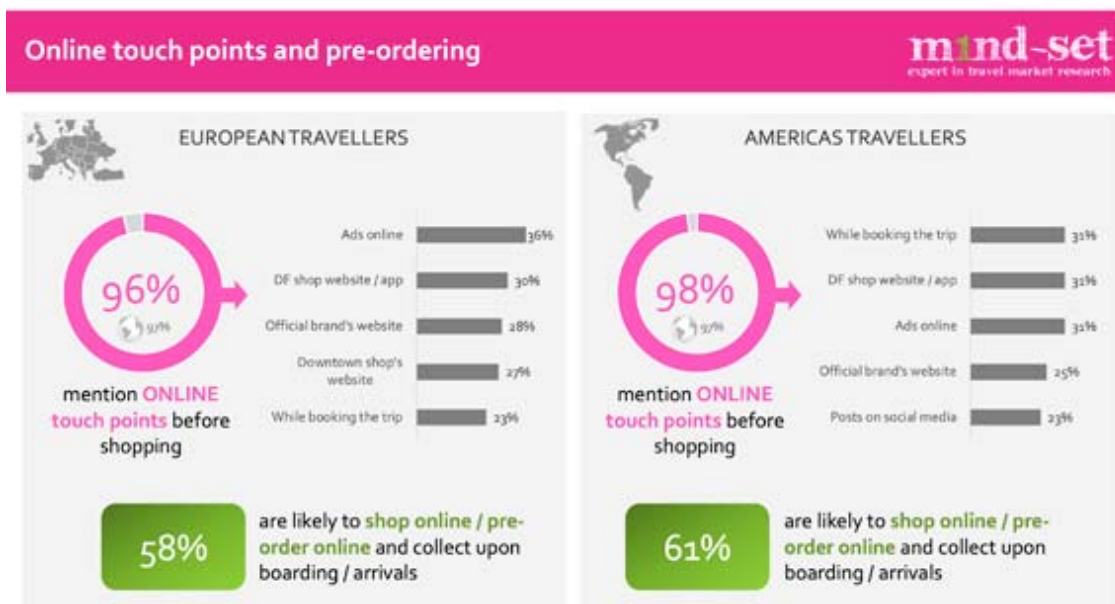 Online touch points and pre-ordering
m1nd-set
expert in travel market research
EUROPEAN TRAVELLERS
96%
97%
mention ONLINE
touch points before
shopping
Ads online 36%
DF shop website / app 30%
Official brand's website 28%
Downtown shop's
website 27%
While booking the trip 23%
58%
are likely to shop online / pre-
order online and collect upon
boarding / arrivals
AMERICAS TRAVELLERS
98%
97%
mention ONLINE
touch points before
shopping
While booking the trip 31%
DF shop website / app 31%
Ads online 31%
Official brand's website 25%
Posts on social media 23%
61%
are likely to shop online / pre-
order online and collect upon
boarding / arrivals